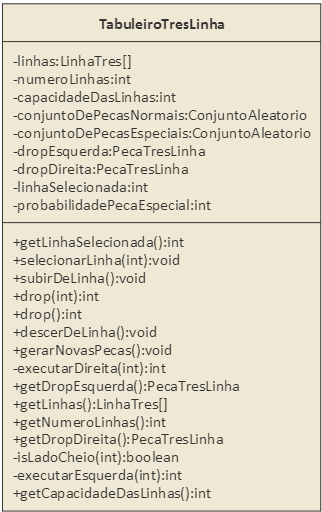 TabuleiroTresLinha
-linhas:LinhaTres[]
-numeroLinhas:int
-capacidadeDasLinhas:int
-conjuntoDePecasNormais:ConjuntoAleatorio
-conjuntoDePecasEspeciais:ConjuntoAleatorio
-dropEsquerda:PecaTresLinha
-dropDireita:PecaTresLinha
-linhaSelecionada:int
-probabilidadePecaEspecial:int
+getLinhaSelecionada():int
+selecionarLinha(int):void
+subirDeLinha():void
+drop(int):int
+drop():int
+descerDeLinha():void
+gerarNovasPecas():void
-executarDireita(int):int
+getDropEsquerda():PecaTresLinha
+getLinhas():LinhaTres[]
+getNumeroLinhas():int
+getDropDireita():PecaTresLinha
-isLadoCheio(int):boolean
-executarEsquerda(int):int
+getCapacidadeDasLinhas():int